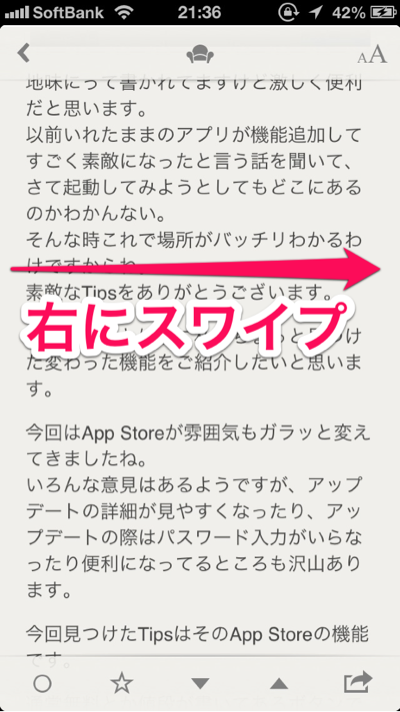 SoftBank 21:36 42%
AA
地味にって書かれてますけど激しく便利
だと思います。
以前いれたままのアプリが機能追加して
すごく素敵になったと言う話を聞いて、
さて起動してみようとしてもどこにある
のかわかんない。
そんな時これで場所がバッチリわかるわ
けですからね。
素敵なTipsをありがとうございます。
右にスワイプ
た変わった機能をご紹介したいと思いま
す。
今回はApp Storeが雰囲気もガラッと変え
てきましたね。
いろんな意見はあるようですが、アップ
デートの詳細が見やすくなったり、アッ
プデートの際はパスワード入力がいらな
くなったり便利になってるところも沢山あり
ます。
今回見つけたTipsはそのApp Storeの機能
です。